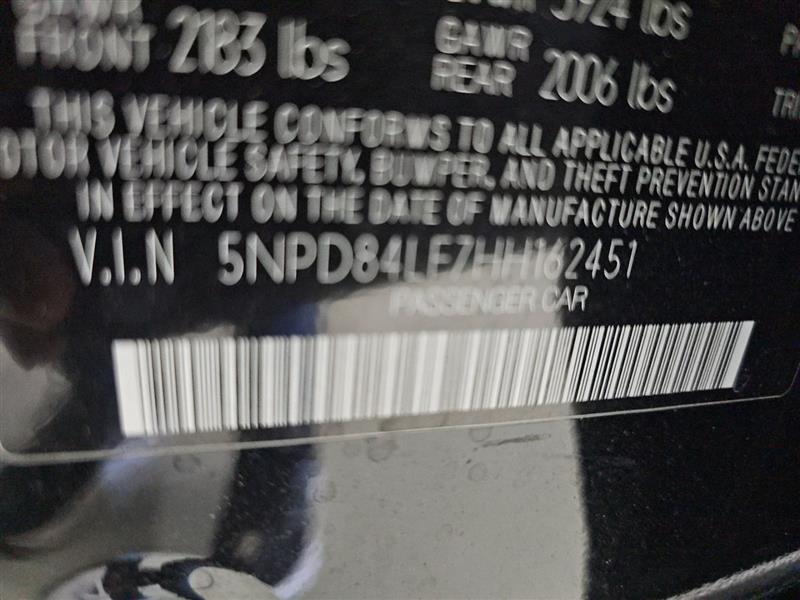 FRONT 2183 lbs
GAWR
REAR 2006 lbs
THIS VEHICLE CONFORMS TO ALL APPLICABLE U.S.A. FEDE
OTOR VEHICLE SAFETY, BUMPER, AND THEFT PREVENTION STAN
IN EFFECT ON THE DATE OF MANUFACTURE SHOWN ABOVE
V.I.N 5NPD84LF7HH162451
PASSENGER CAR